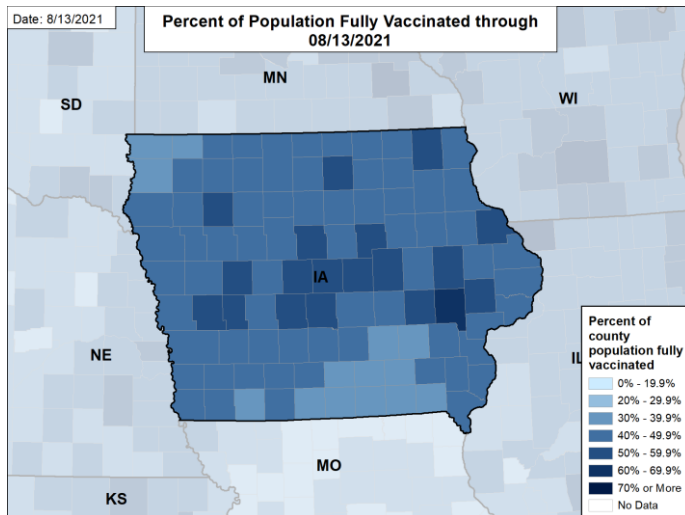 Date: 8/13/2021
Percent of Population Fully Vaccinated through
08/13/2021
MN
SD
WI
IA
NE
IL
MO
KS
Percent of
county
population fully
vaccinated
0% - 19.9%
20% - 29.9%
30% - 39.9%
40% - 49.9%
50% - 59.9%
60% - 69.9%
70% or More
No Data